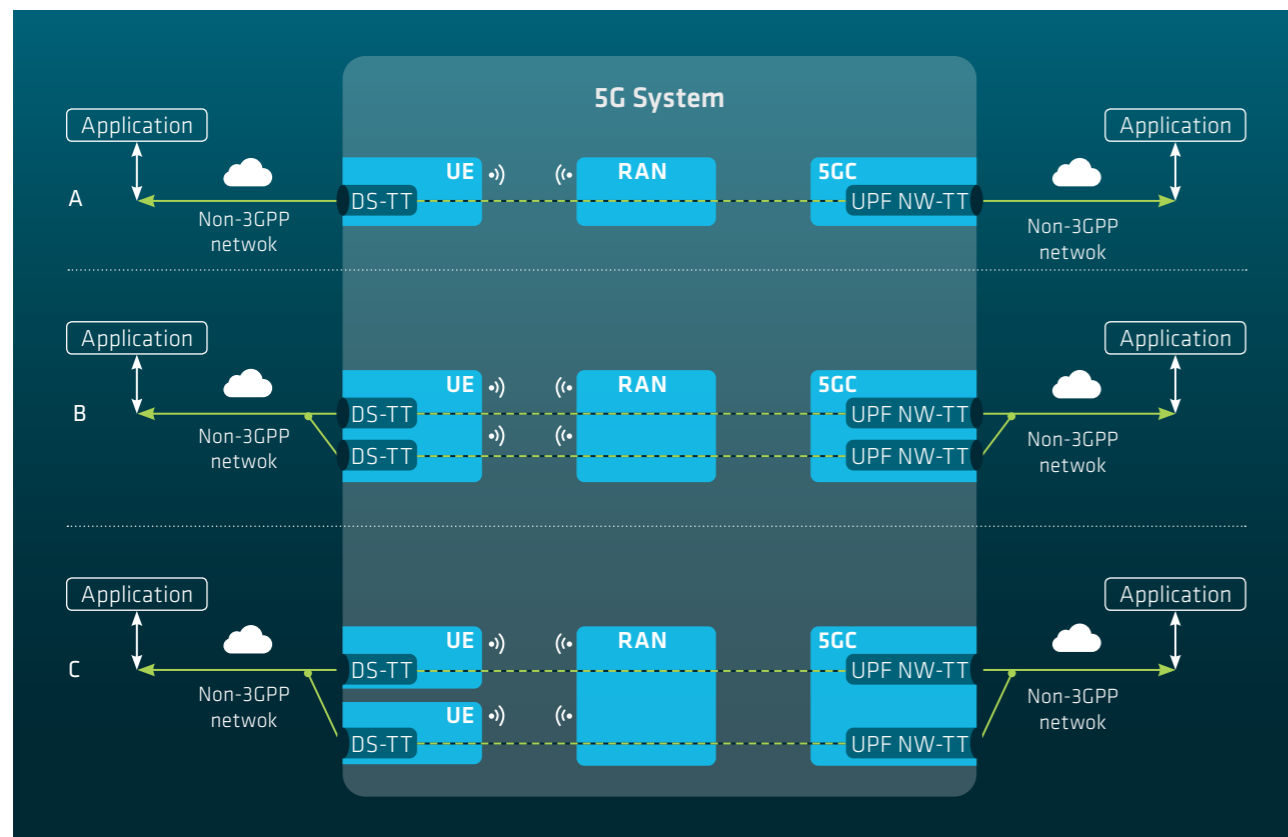 5G System
Application
Application
UE
RAN
5GC
A
DS-TT
UPF NW-TT
Non-3GPP
netwok
Non-3GPP
netwok
Application
Application
UE
RAN
5GC
B
DS-TT
UPF NW-TT
Non-3GPP
netwok
Non-3GPP
netwok
DS-TT
UPF NW-TT
Application
Application
UE
RAN
5GC
C
DS-TT
UPF NW-TT
Non-3GPP
netwok
Non-3GPP
netwok
UE
DS-TT
UPF NW-TT